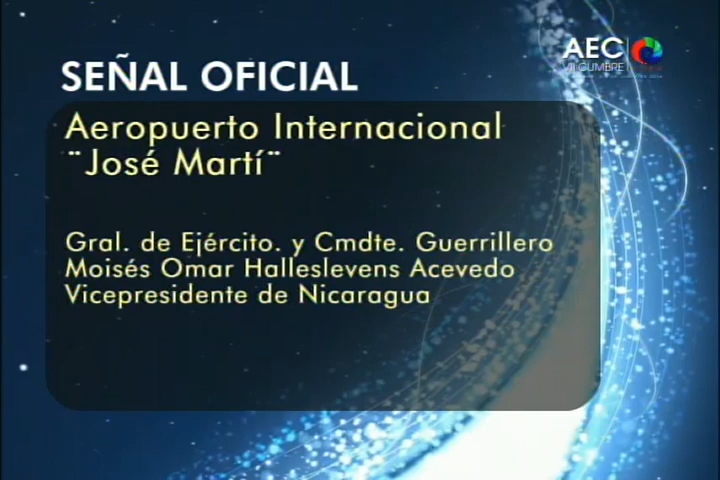 AEC
VII CUMBRE
SEÑAL OFICIAL
Aeropuerto Internacional
¨José Martí¨
Gral. de Ejército. y Cmdte. Guerrillero
Moisés Omar Halleslevens Acevedo
Vicepresidente de Nicaragua